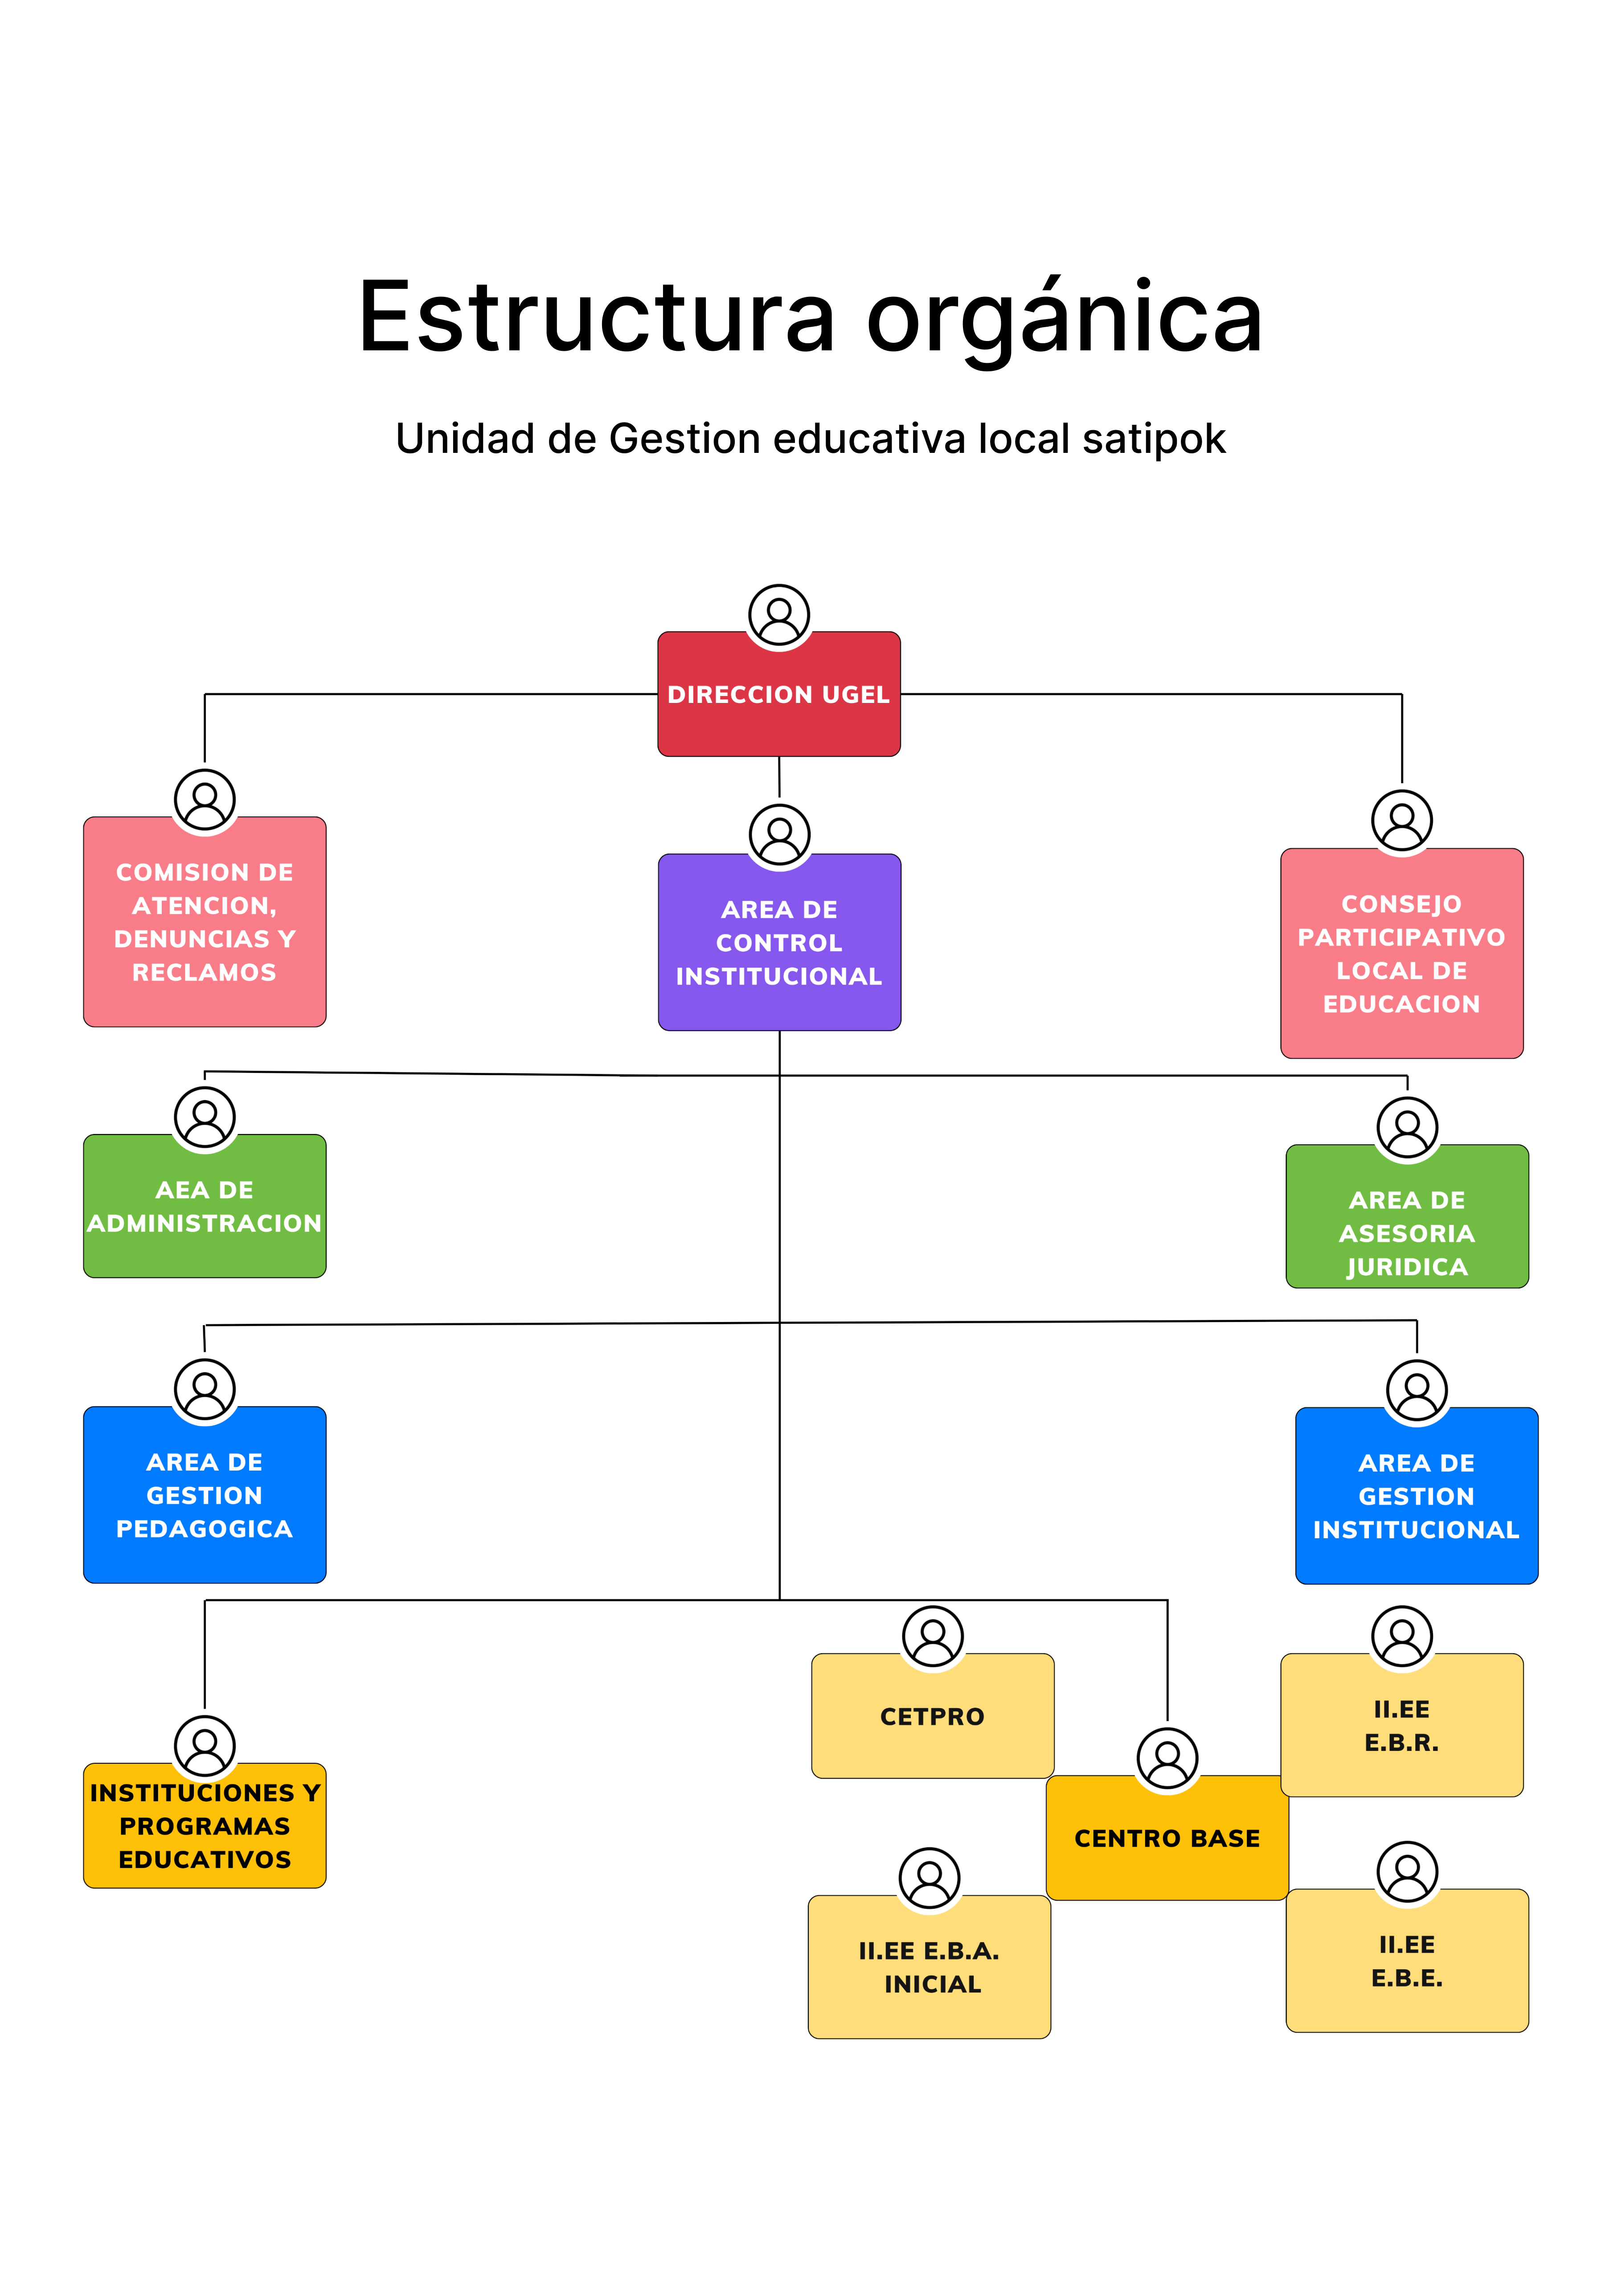 Estructura orgánica
Unidad de Gestion educativa local satipok
DIRECCION UGEL
COMISION DE
ATENCION,
DENUNCIAS Y
RECLAMOS
AREA DE
CONTROL
INSTITUCIONAL
CONSEJO
PARTICIPATIVO
LOCAL DE
EDUCACION
AEA DE
ADMINISTRACION
AREA DE
ASESORIA
JURIDICA
AREA DE
GESTION
PEDAGOGICA
AREA DE
GESTION
INSTITUCIONAL
INSTITUCIONES Y
PROGRAMAS
EDUCATIVOS
CETPRO
II.EE
E.B.R.
CENTRO BASE
II.EE E.B.A.
INICIAL
II.EE
E.B.E.